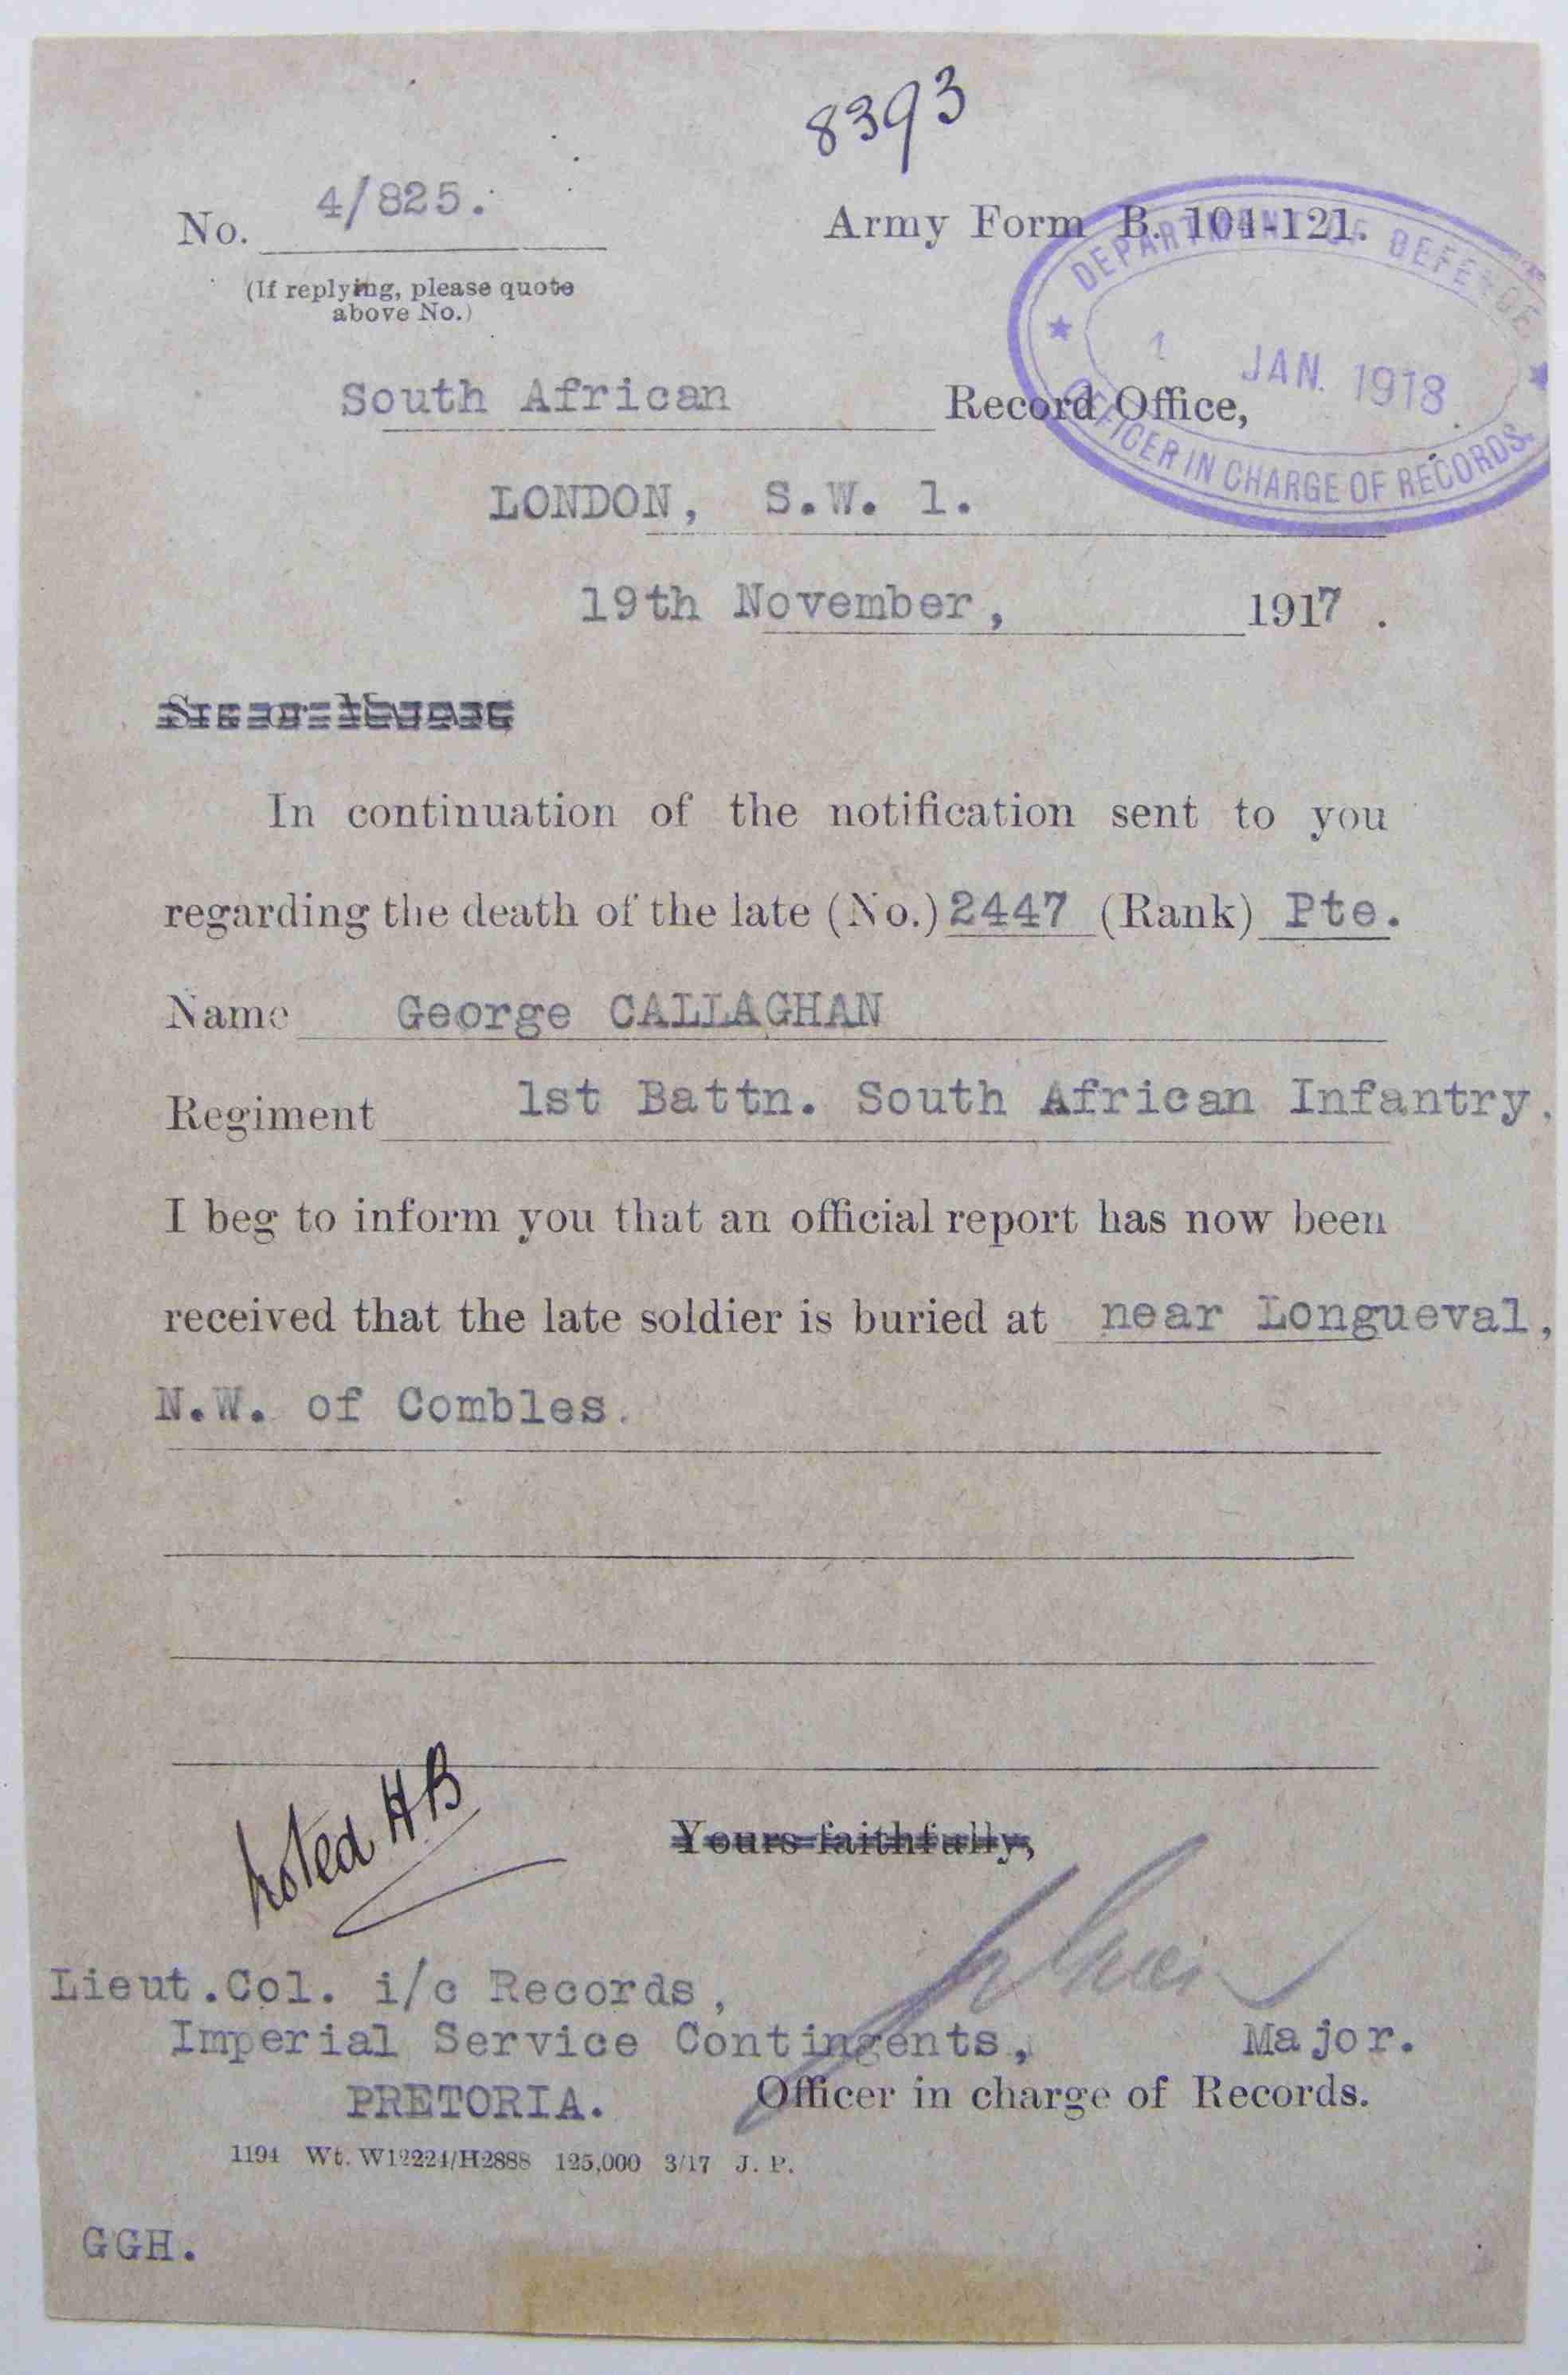 8393
No. 4/825.
Army Form B. 104-121.
(If replying, please quote
above No.)
DEPARTMENT OF DEFENCE
1 JAN. 1918
OFFICER IN CHARGE OF RECORDS.
South African Record Office,
LONDON, S.W. 1.
19th November, 1917.
Sir or Madam
In continuation of the notification sent to you
regarding the death of the late (No.) 2447 (Rank) Pte.
Name George CALLAGHAN
Regiment 1st Battn. South African Infantry.
I beg to inform you that an official report has now been
received that the late soldier is buried at near Longueval,
N.W. of Combles.
noted HB
Yours faithfully,
Lieut.Col. i/c Records,
Imperial Service Contingents, Major.
PRETORIA. Officer in charge of Records.
1194 Wt. W12224/H2888 125,000 3/17 J. P.
GGH.